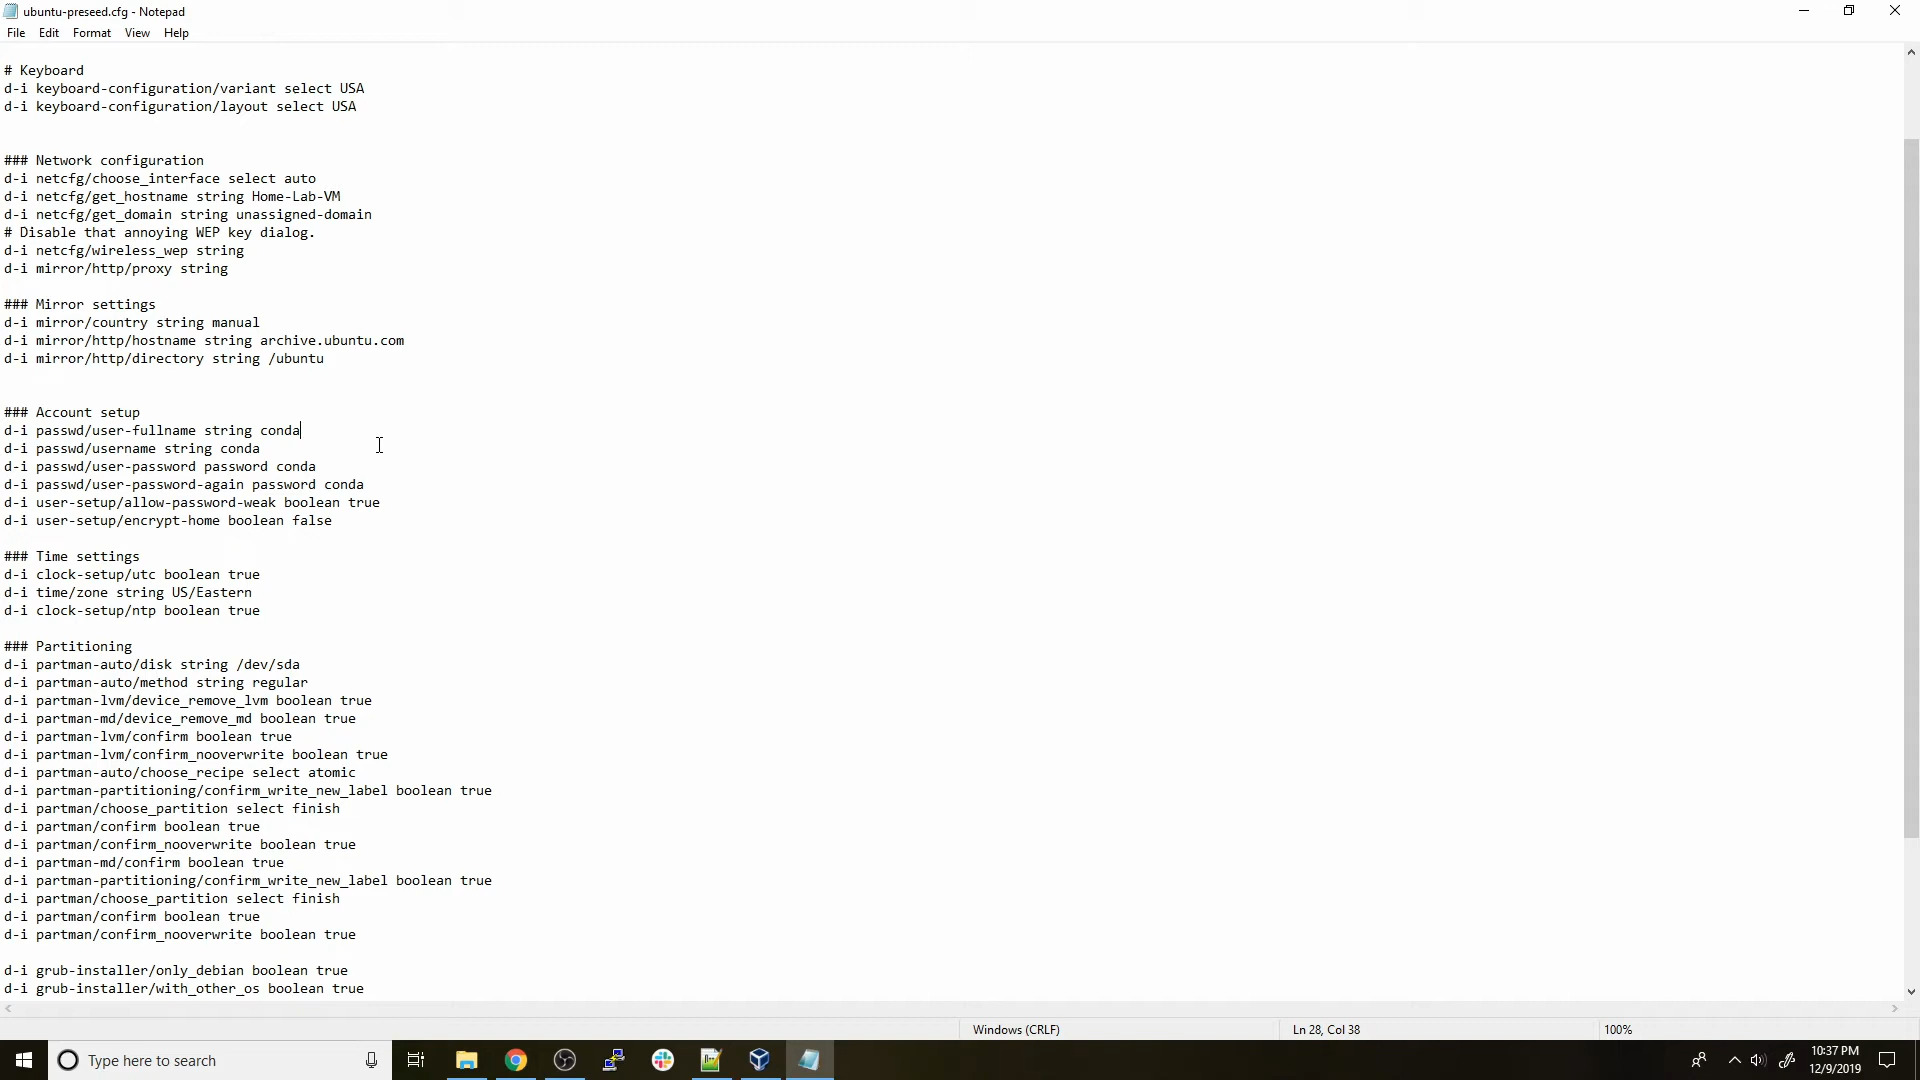 ubuntu-preseed.cfg - Notepad
File Edit Format View Help
# Keyboard
d-i keyboard-configuration/variant select USA
d-i keyboard-configuration/layout select USA
### Network configuration
d-i netcfg/choose_interface select auto
d-i netcfg/get_hostname string Home-Lab-VM
d-i netcfg/get_domain string unassigned-domain
# Disable that annoying WEP key dialog.
d-i netcfg/wireless_wep string
d-i mirror/http/proxy string
### Mirror settings
d-i mirror/country string manual
d-i mirror/http/hostname string archive.ubuntu.com
d-i mirror/http/directory string /ubuntu
### Account setup
d-i passwd/user-fullname string conda
d-i passwd/username string conda
d-i passwd/user-password password conda
d-i passwd/user-password-again password conda
d-i user-setup/allow-password-weak boolean true
d-i user-setup/encrypt-home boolean false
### Time settings
d-i clock-setup/utc boolean true
d-i time/zone string US/Eastern
d-i clock-setup/ntp boolean true
### Partitioning
d-i partman-auto/disk string /dev/sda
d-i partman-auto/method string regular
d-i partman-lvm/device_remove_lvm boolean true
d-i partman-md/device_remove_md boolean true
d-i partman-lvm/confirm boolean true
d-i partman-lvm/confirm_nooverwrite boolean true
d-i partman-auto/choose_recipe select atomic
d-i partman-partitioning/confirm_write_new_label boolean true
d-i partman/choose_partition select finish
d-i partman/confirm boolean true
d-i partman/confirm_nooverwrite boolean true
d-i partman-md/confirm boolean true
d-i partman-partitioning/confirm_write_new_label boolean true
d-i partman/choose_partition select finish
d-i partman/confirm boolean true
d-i partman/confirm_nooverwrite boolean true
d-i grub-installer/only_debian boolean true
d-i grub-installer/with_other_os boolean true
Windows (CRLF) Ln 28, Col 38 100%
Type here to search
10:37 PM
12/9/2019